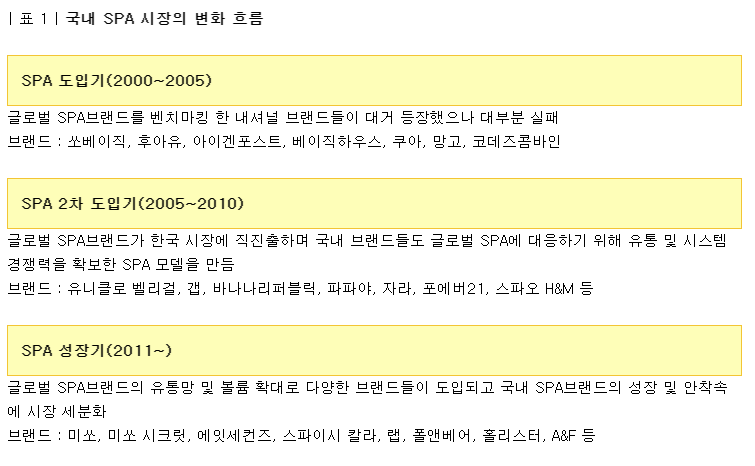 | 표 1 | 국내 SPA 시장의 변화 흐름
SPA 도입기(2000~2005)
글로벌 SPA브랜드를 벤치마킹 한 내셔널 브랜드들이 대거 등장했으나 대부분 실패
브랜드 : 쏘베이직, 후아유, 아이겐포스트, 베이직하우스, 쿠아, 망고, 코데즈콤바인
SPA 2차 도입기(2005~2010)
글로벌 SPA브랜드가 한국 시장에 직진출하며 국내 브랜드들도 글로벌 SPA에 대응하기 위해 유통 및 시스템
경쟁력을 확보한 SPA 모델을 만듬
브랜드 : 유니클로 벨리걸, 갭, 바나나리퍼블릭, 파파야, 자라, 포에버21, 스파오 H&M 등
SPA 성장기(2011~)
글로벌 SPA브랜드의 유통망 및 볼륨 확대로 다양한 브랜드들이 도입되고 국내 SPA브랜드의 성장 및 안착속
에 시장 세분화
브랜드 : 미쏘, 미쏘 시크릿, 에잇세컨즈, 스파이시 칼라, 랩, 폴앤베어, 홀리스터, A&F 등